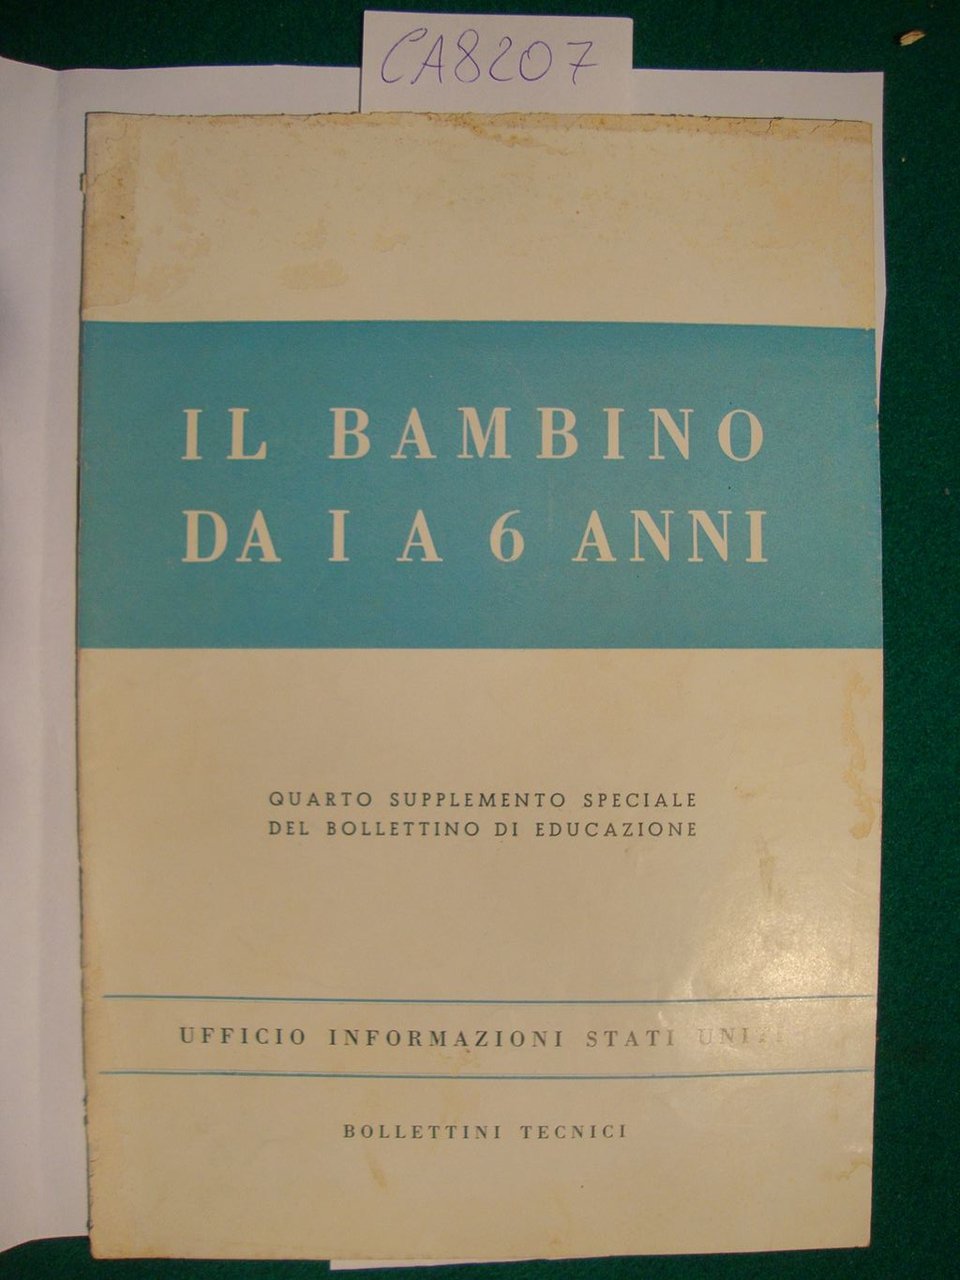 CA8207
IL BAMBINO
DA I A 6 ANNI
QUARTO SUPPLEMENTO SPECIALE
DEL BOLLETTINO DI EDUCAZIONE
UFFICIO INFORMAZIONI STATI
BOLLETTINI TECNICI